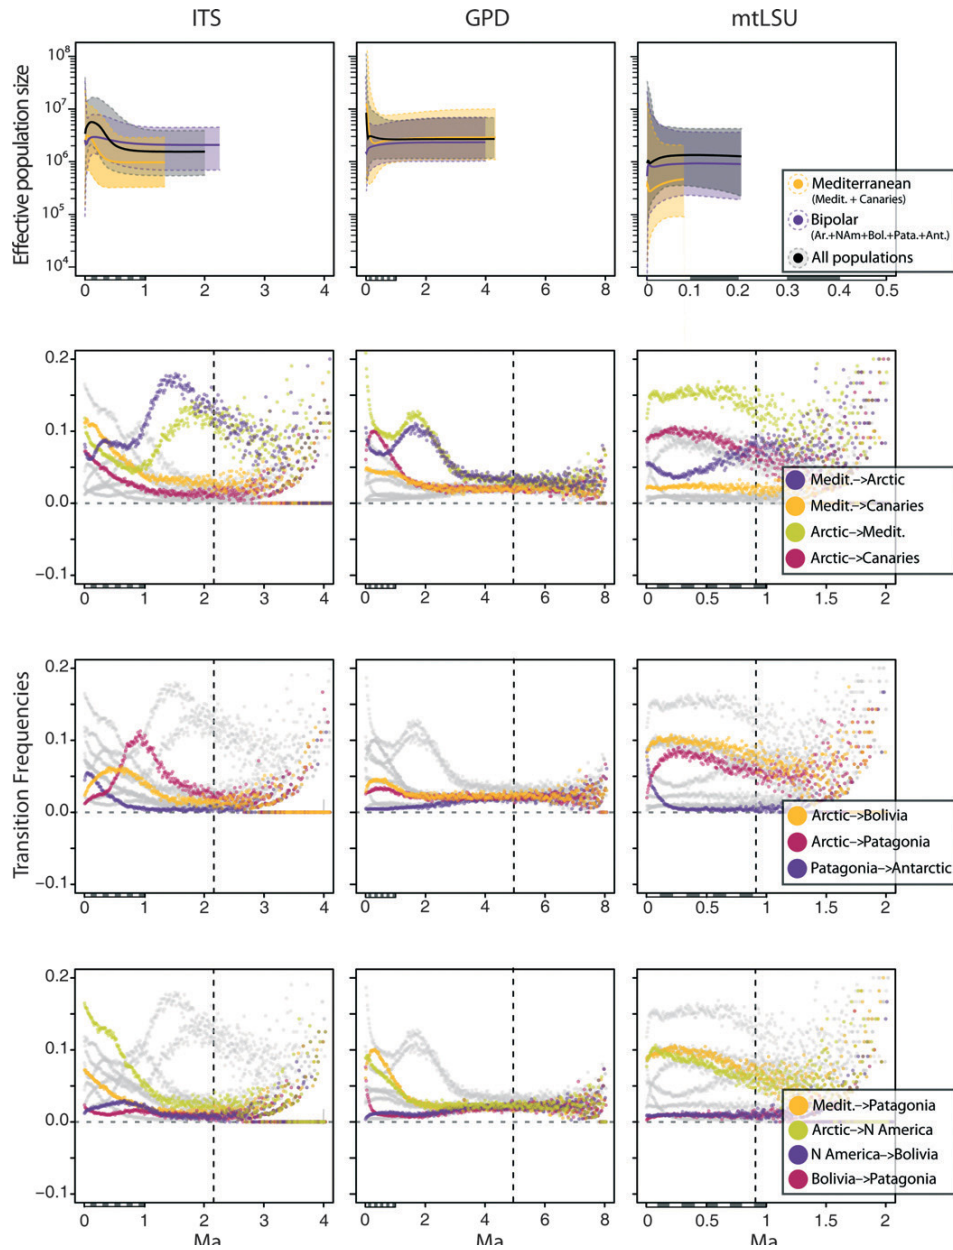 ITS GPD mtLSU
Effective population size
10⁸
10⁷
10⁶
10⁵
10⁴
0 1 2 3 4
0 2 4 6 8
0 0.1 0.2 0.3 0.4 0.5
Mediterranean
(Medit. + Canaries)
Bipolar
(Ar.+NAm+Bol.+Pata.+Ant.)
All populations
Transition Frequencies
0.2
0.1
0.0
−0.1
0 1 2 3 4
0 2 4 6 8
0 0.5 1 1.5 2
Medit.–>Arctic
Medit.–>Canaries
Arctic–>Medit.
Arctic–>Canaries
0.2
0.1
0.0
−0.1
0 1 2 3 4
0 2 4 6 8
0 0.5 1 1.5 2
Arctic–>Bolivia
Arctic–>Patagonia
Patagonia–>Antarctic
0.2
0.1
0.0
−0.1
0 1 2 3 4
0 2 4 6 8
0 0.5 1 1.5 2
Medit.–>Patagonia
Arctic–>N America
N America–>Bolivia
Bolivia–>Patagonia
Ma Ma Ma